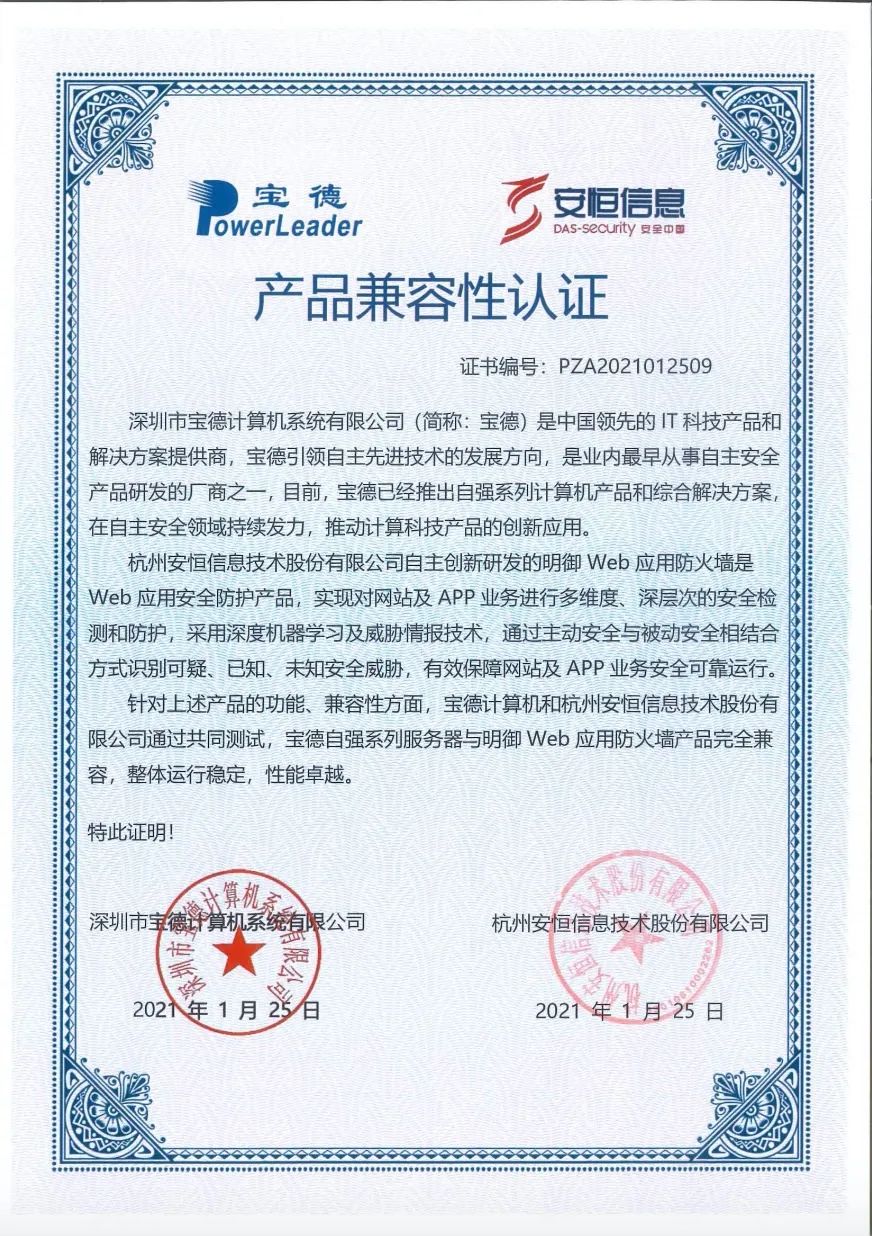 宝德
PowerLeader
安恒信息
DAS-security 安全中国
产品兼容性认证
证书编号：PZA2021012509
深圳市宝德计算机系统有限公司（简称：宝德）是中国领先的 IT 科技产品和
解决方案提供商，宝德引领自主先进技术的发展方向，是业内最早从事自主安全
产品研发的厂商之一，目前，宝德已经推出自强系列计算机产品和综合解决方案，
在自主安全领域持续发力，推动计算科技产品的创新应用。
杭州安恒信息技术股份有限公司自主创新研发的明御 Web 应用防火墙是
Web 应用安全防护产品，实现对网站及 APP 业务进行多维度、深层次的安全检
测和防护，采用深度机器学习及威胁情报技术，通过主动安全与被动安全相结合
方式识别可疑、已知、未知安全威胁，有效保障网站及 APP 业务安全可靠运行。
针对上述产品的功能、兼容性方面，宝德计算机和杭州安恒信息技术股份有
限公司通过共同测试，宝德自强系列服务器与明御 Web 应用防火墙产品完全兼
容，整体运行稳定，性能卓越。
特此证明！
深圳市宝德计算机系统有限公司
杭州安恒信息技术股份有限公司
深圳市宝德计算机系统有限公司
杭州安恒信息技术股份有限公司
2021 年 1 月 25 日
2021 年 1 月 25 日